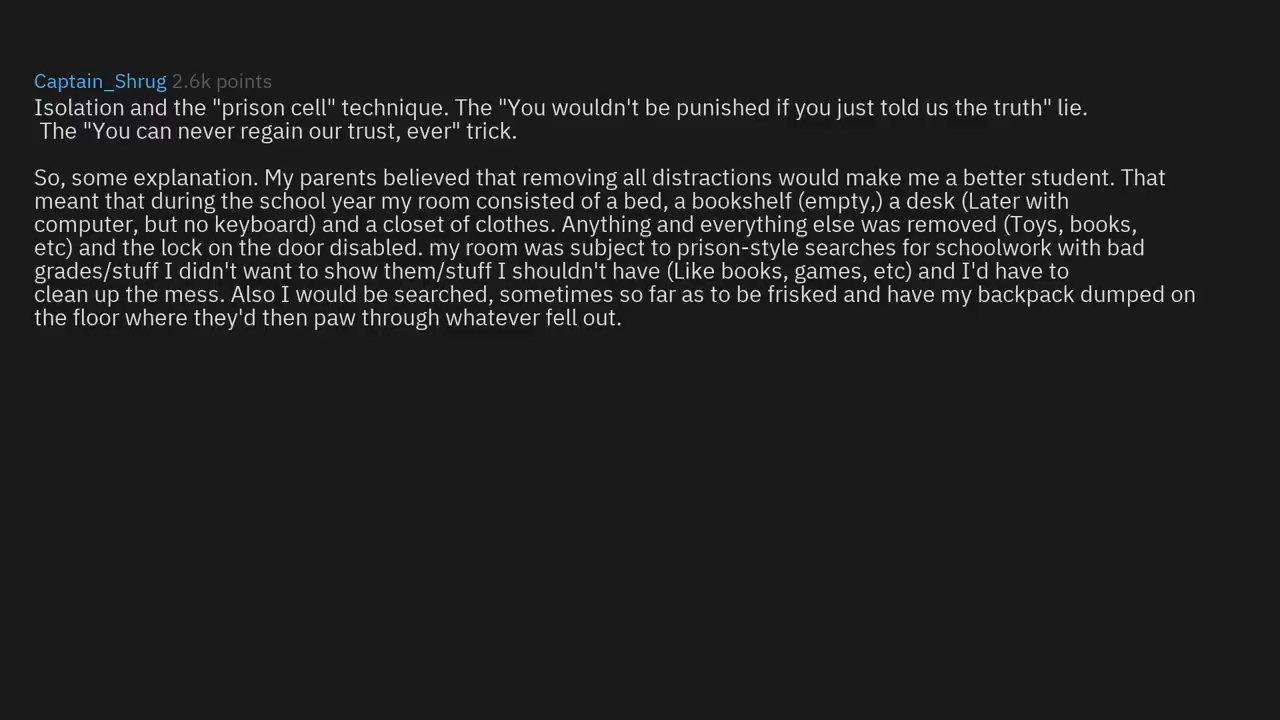 Captain_Shrug 2.6k points
Isolation and the "prison cell" technique. The "You wouldn't be punished if you just told us the truth" lie.
The "You can never regain our trust, ever" trick.
So, some explanation. My parents believed that removing all distractions would make me a better student. That
meant that during the school year my room consisted of a bed, a bookshelf (empty,) a desk (Later with
computer, but no keyboard) and a closet of clothes. Anything and everything else was removed (Toys, books,
etc) and the lock on the door disabled. my room was subject to prison-style searches for schoolwork with bad
grades/stuff I didn't want to show them/stuff I shouldn't have (Like books, games, etc) and I'd have to
clean up the mess. Also I would be searched, sometimes so far as to be frisked and have my backpack dumped on
the floor where they'd then paw through whatever fell out.